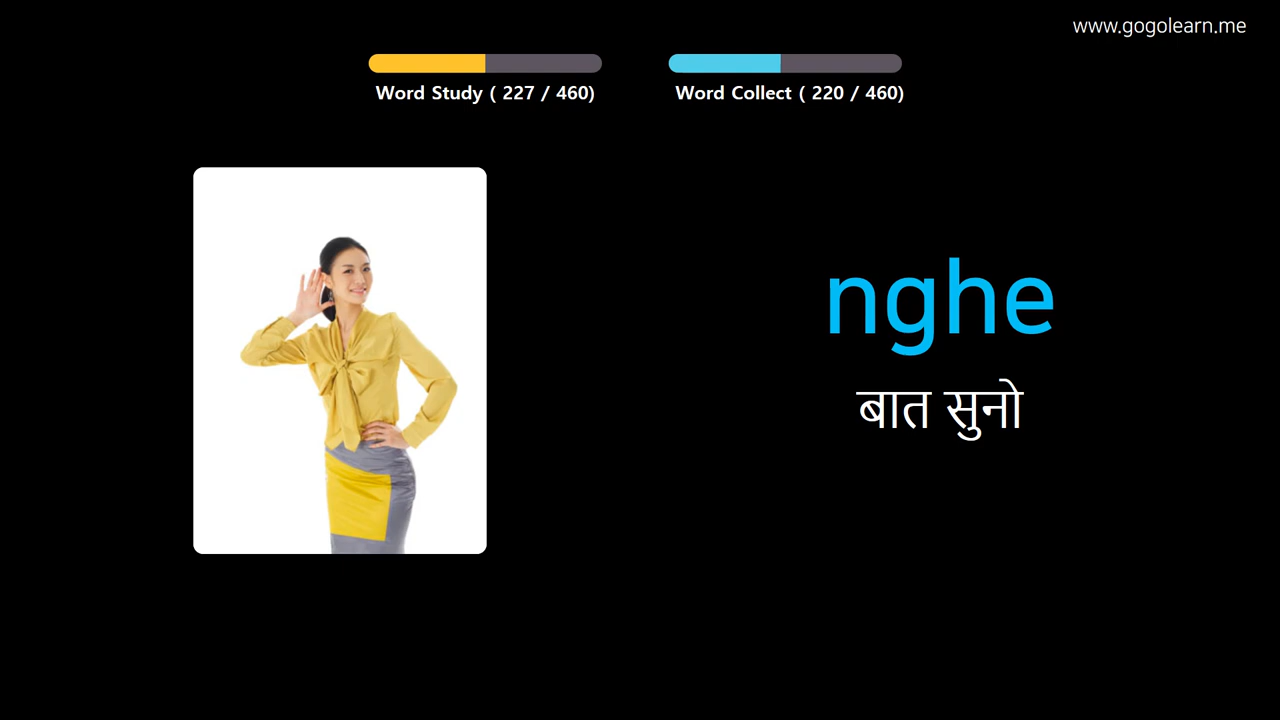 www.gogolearn.me
Word Study ( 227 / 460)
Word Collect ( 220 / 460)
nghe
बात सुनो